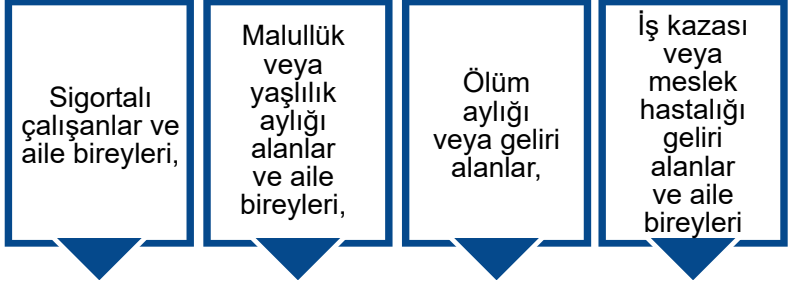 Sigortalı
çalışanlar ve
aile bireyleri,
Malullük
veya
yaşlılık
aylığı
alanlar
ve aile
bireyleri,
Ölüm
aylığı
veya geliri
alanlar,
İş kazası
veya
meslek
hastalığı
geliri
alanlar
ve aile
bireyleri